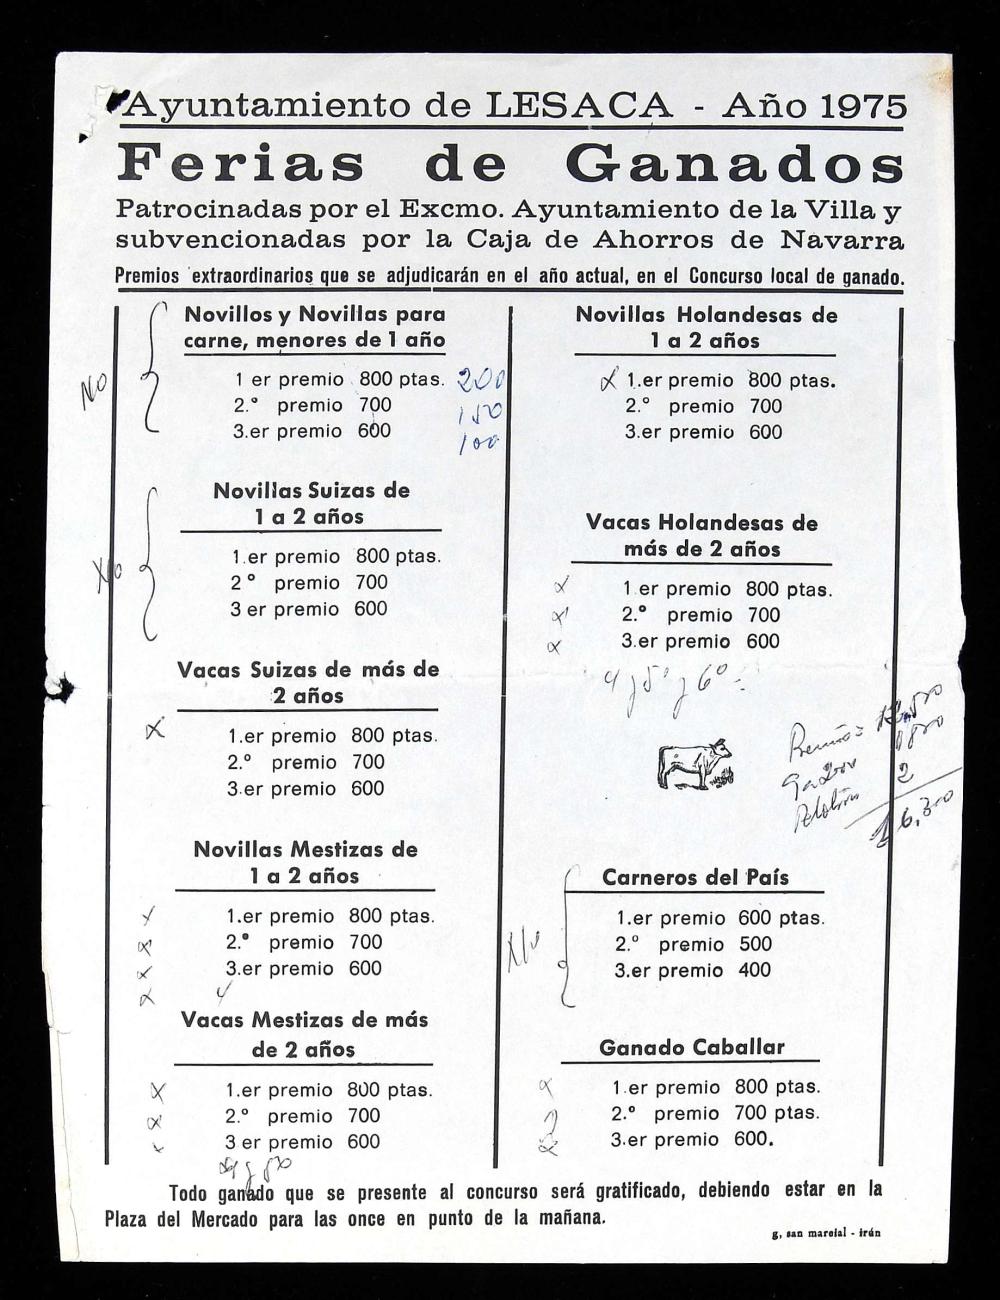 Ayuntamiento de LESACA - Año 1975
Ferias de Ganados
Patrocinadas por el Excmo. Ayuntamiento de la Villa y
subvencionadas por la Caja de Ahorros de Navarra
Premios extraordinarios que se adjudicarán en el año actual, en el Concurso local de ganado.
Novillos y Novillas para
carne, menores de 1 año
NO
1 er premio 800 ptas. 200
2.º premio 700 150
3.er premio 600 100
Novillas Suizas de
1 a 2 años
No
1.er premio 800 ptas.
2º premio 700
3 er premio 600
Vacas Suizas de más de
2 años
x 1.er premio 800 ptas.
2.º premio 700
3.er premio 600
Novillas Mestizas de
1 a 2 años
x 1.er premio 800 ptas.
x 2.º premio 700
x 3.er premio 600
x 4
Vacas Mestizas de más
de 2 años
x 1.er premio 800 ptas.
x 2.º premio 700
x 3 er premio 600
Novillas Holandesas de
1 a 2 años
x 1.er premio 800 ptas.
2.º premio 700
3.er premio 600
Vacas Holandesas de
más de 2 años
x 1.er premio 800 ptas.
x 2.º premio 700
x 3.er premio 600
4 y 5º y 6º
2
16,300
Carneros del País
No
1.er premio 600 ptas.
2.º premio 500
3.er premio 400
Ganado Caballar
x 1.er premio 800 ptas.
2 2.º premio 700 ptas.
x 3.er premio 600.
Todo ganado que se presente al concurso será gratificado, debiendo estar en la
Plaza del Mercado para las once en punto de la mañana.
g. san marcial - irún